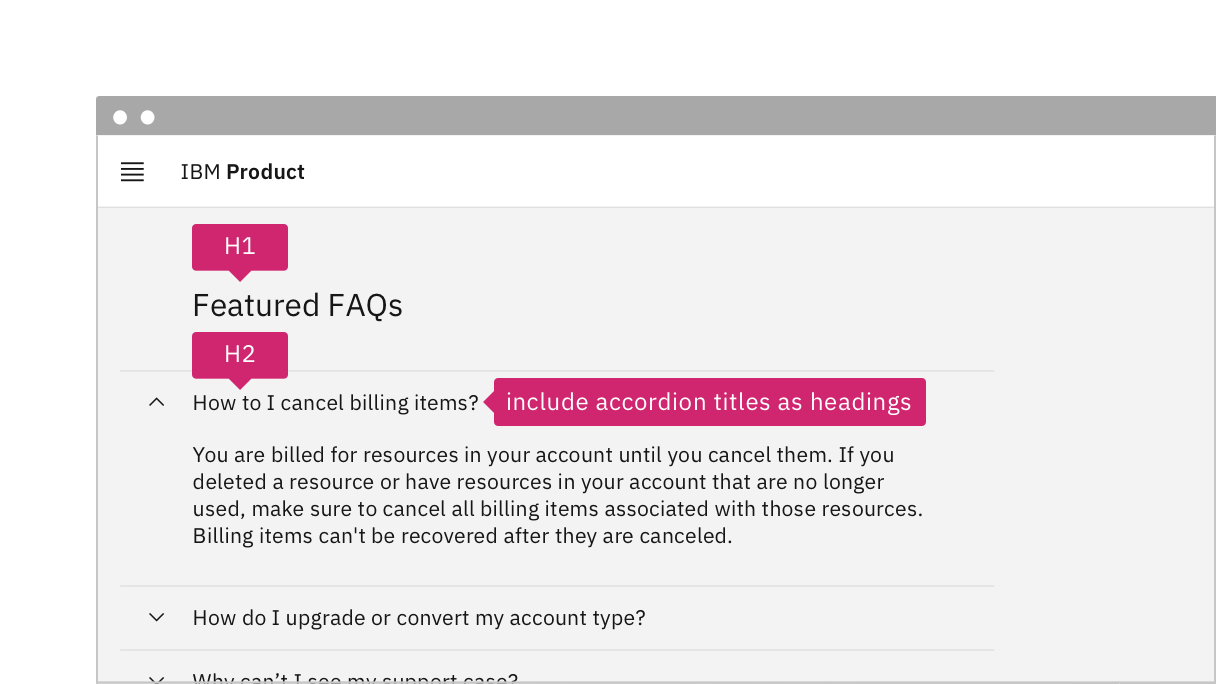 IBM Product
H1
Featured FAQs
H2
How to I cancel billing items?
include accordion titles as headings
You are billed for resources in your account until you cancel them. If you
deleted a resource or have resources in your account that are no longer
used, make sure to cancel all billing items associated with those resources.
Billing items can't be recovered after they are canceled.
How do I upgrade or convert my account type?
Why can’t I see my support case?